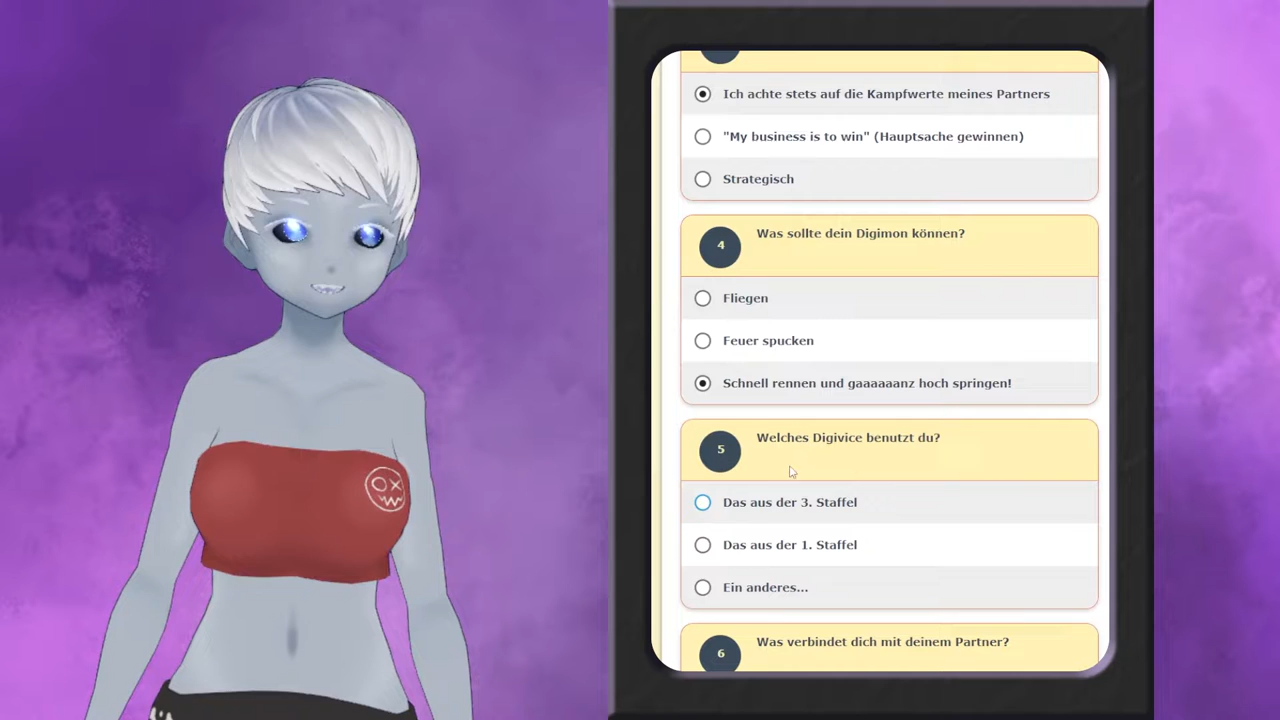 Ich achte stets auf die Kampfwerte meines Partners
"My business is to win" (Hauptsache gewinnen)
Strategisch
4
Was sollte dein Digimon können?
Fliegen
Feuer spucken
Schnell rennen und gaaaaaanz hoch springen!
5
Welches Digivice benutzt du?
Das aus der 3. Staffel
Das aus der 1. Staffel
Ein anderes...
6
Was verbindet dich mit deinem Partner?